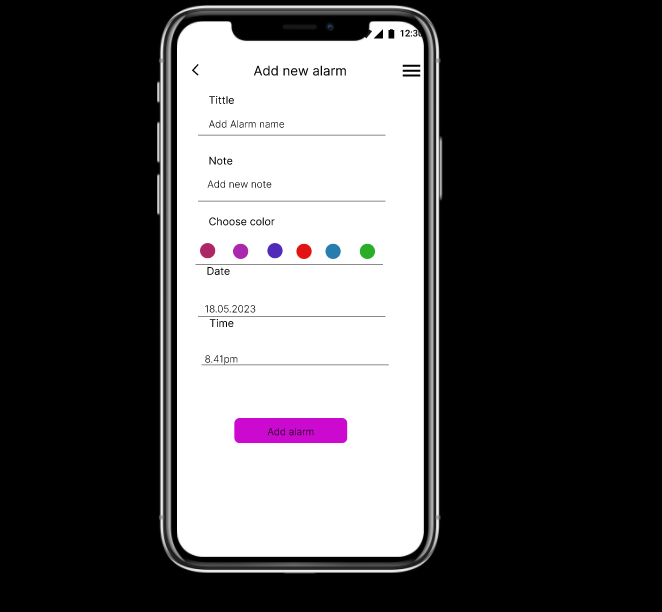 12:30
Add new alarm
Tittle
Add Alarm name
Note
Add new note
Choose color
Date
18.05.2023
Time
8.41pm
Add alarm